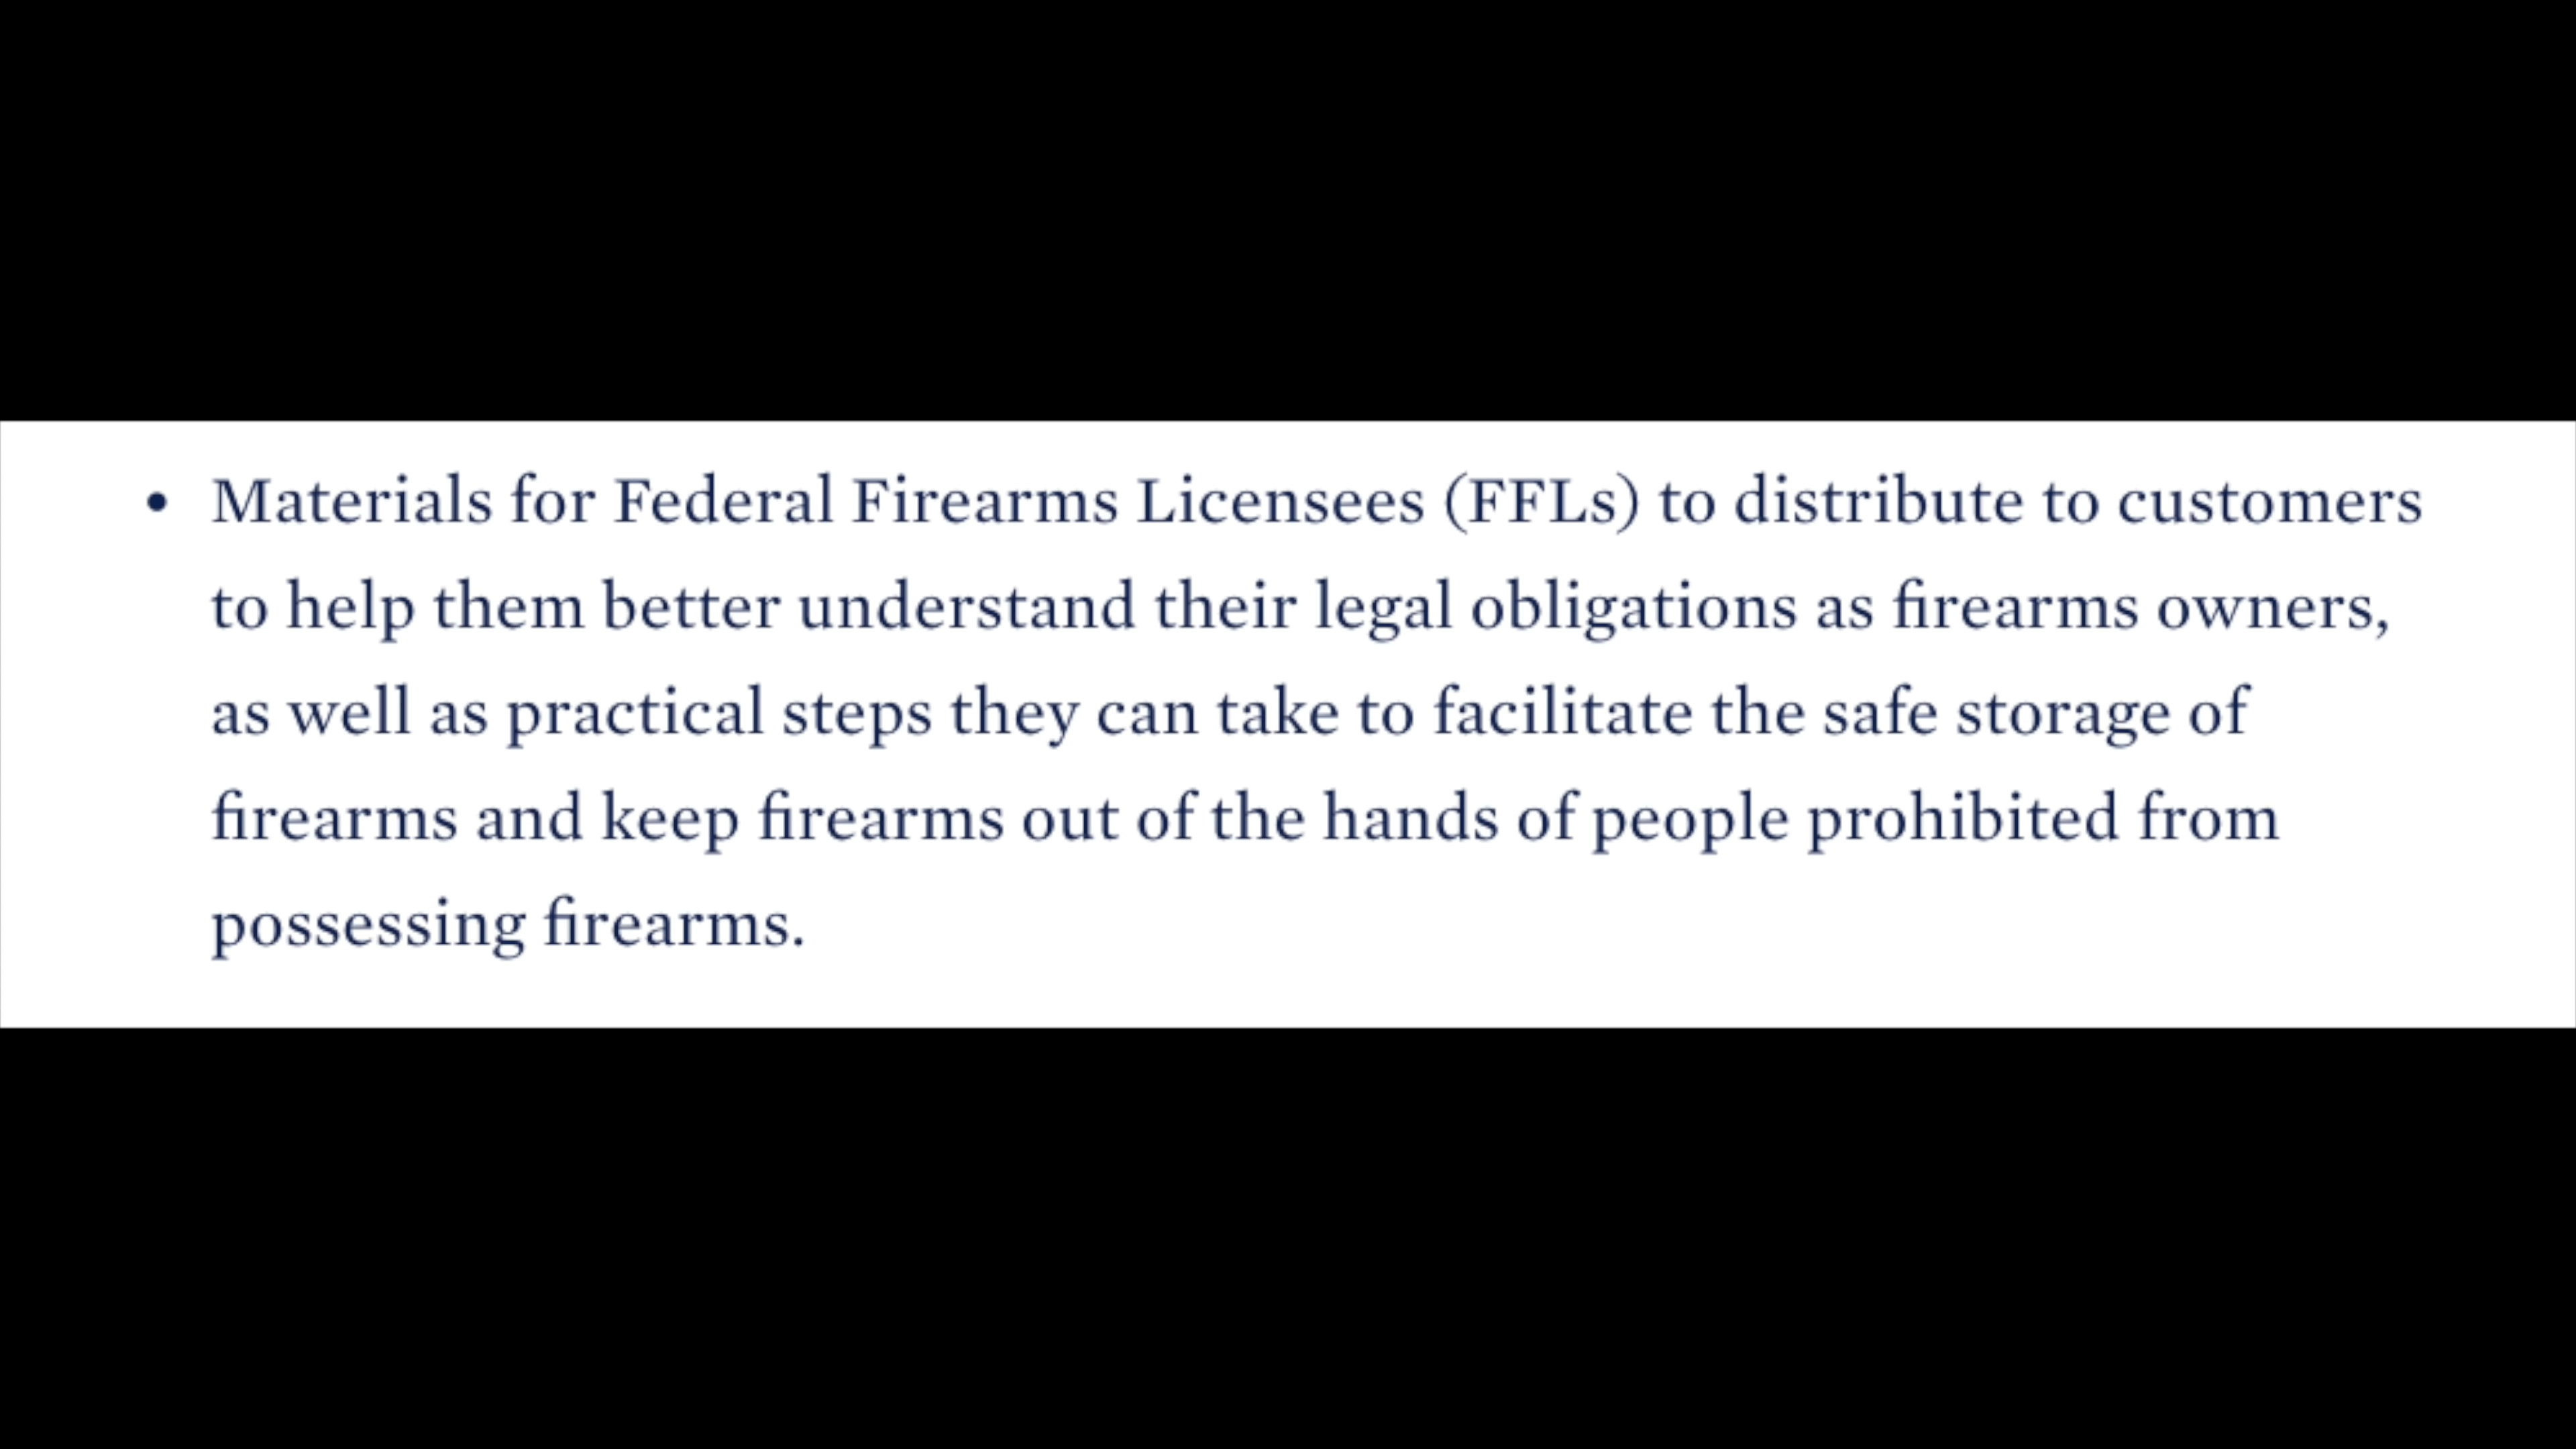 • Materials for Federal Firearms Licensees (FFLs) to distribute to customers
to help them better understand their legal obligations as firearms owners,
as well as practical steps they can take to facilitate the safe storage of
firearms and keep firearms out of the hands of people prohibited from
possessing firearms.